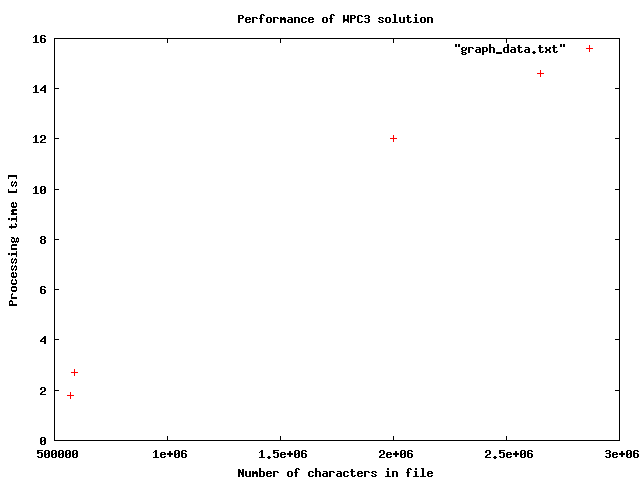 Performance of WPC3 solution
"graph_data.txt"
16
14
12
10
8
6
4
2
0
Processing time [s]
500000 1e+06 1.5e+06 2e+06 2.5e+06 3e+06
Number of characters in file